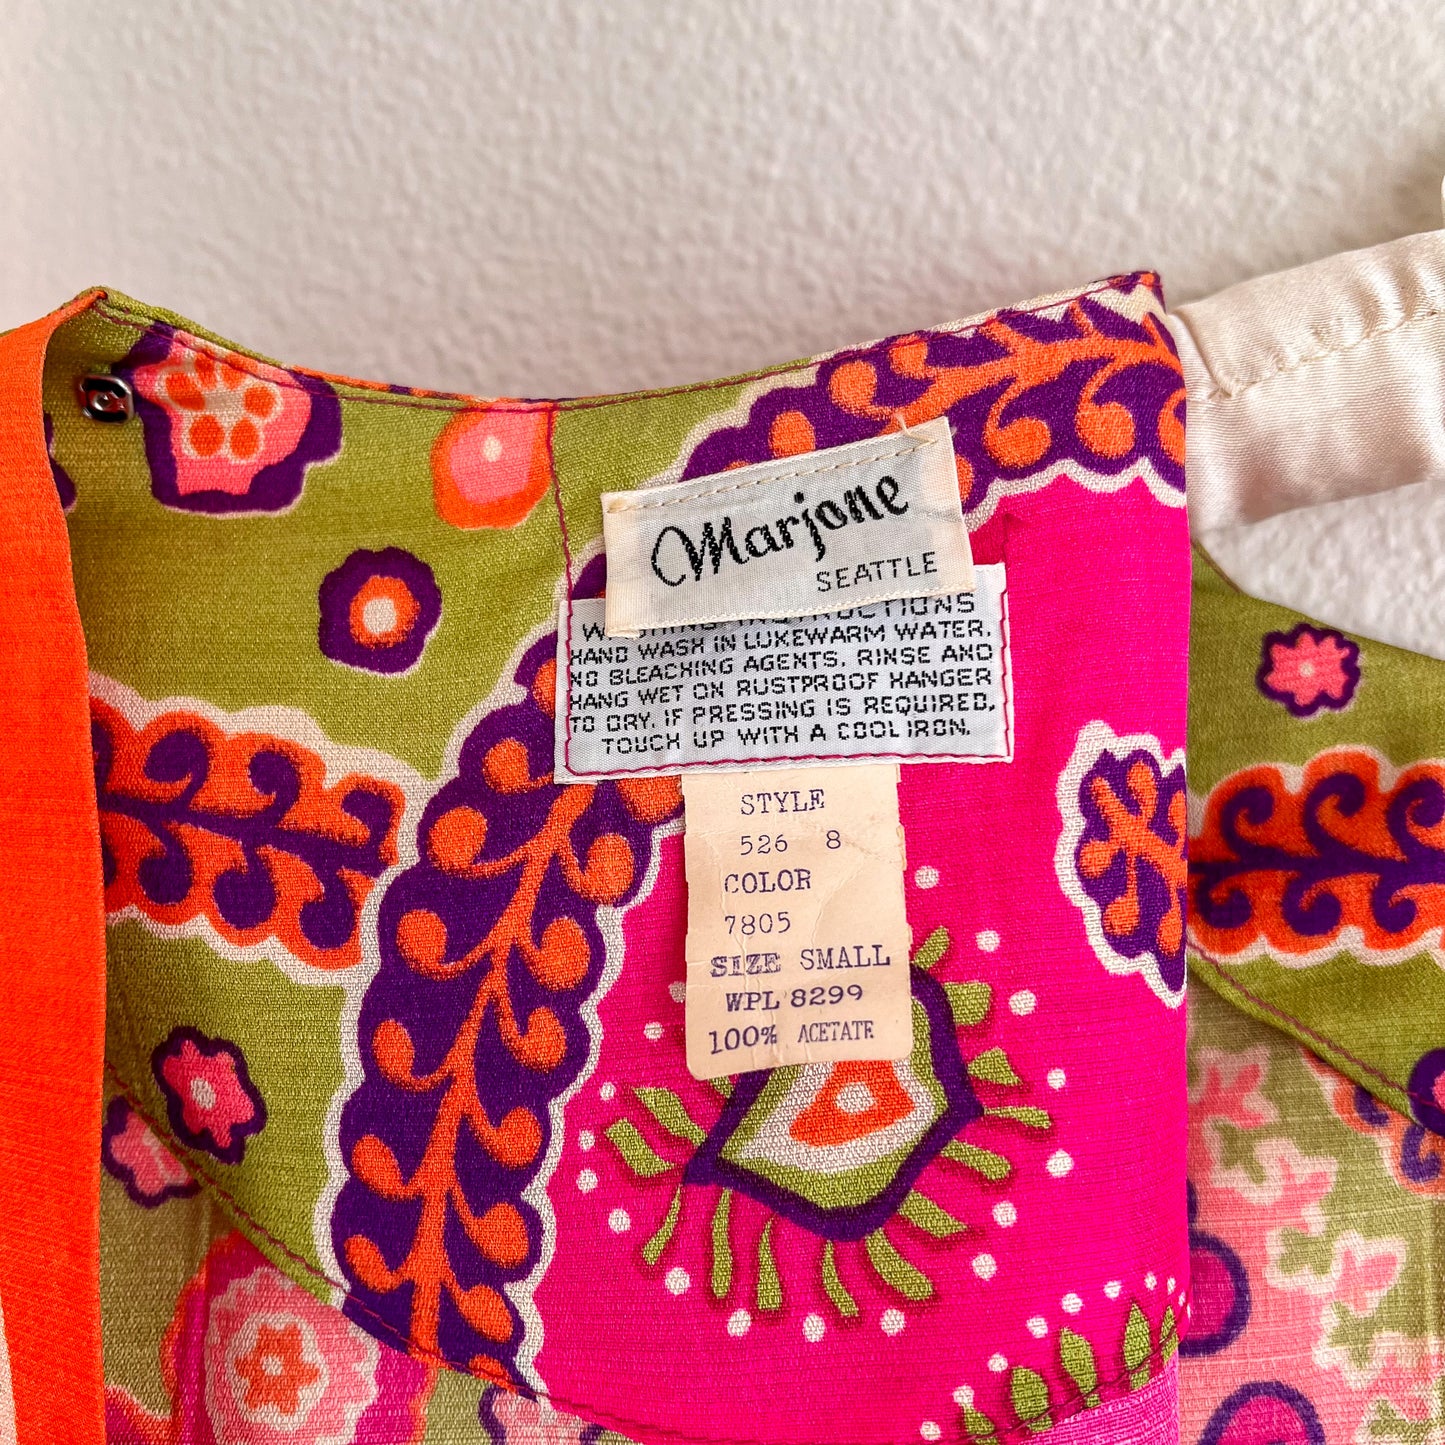 Marjone
SEATTLE
WASHING INSTRUCTIONS
HAND WASH IN LUKEWARM WATER.
NO BLEACHING AGENTS. RINSE AND
HANG WET ON RUSTPROOF HANGER
TO DRY. IF PRESSING IS REQUIRED,
TOUCH UP WITH A COOL IRON.
STYLE
526 8
COLOR
7805
SIZE SMALL
WPL 8299
100% ACETATE